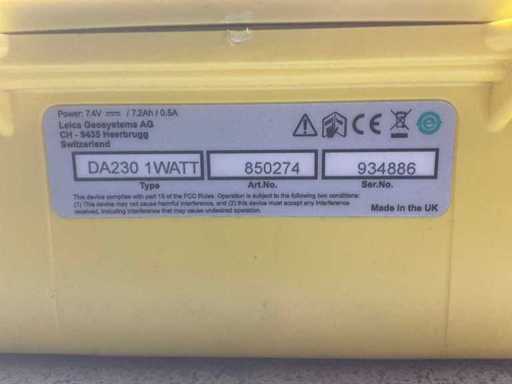 Power: 7.4V ⎓ / 7.2Ah / 0.5A
Leica Geosystems AG
CH - 9435 Heerbrugg
Switzerland
DA230 1WATT 850274 934886
Type Art.No. Ser.No.
This device complies with part 15 of the FCC Rules. Operation is subject to the following two conditions:
(1) This device may not cause harmful interference, and (2) this device must accept any interference
received, including interference that may cause undesired operation.
Made in the UK